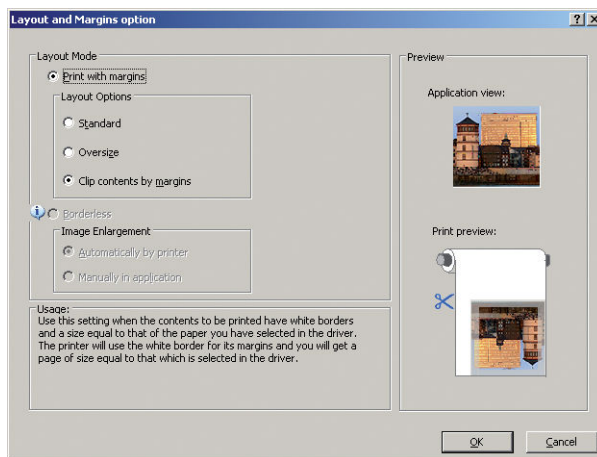 Layout and Margins option
Layout Mode
Print with margins
Layout Options
Standard
Oversize
Clip contents by margins
Borderless
Image Enlargement
Automatically by printer
Manually in application
Usage:
Use this setting when the contents to be printed have white borders
and a size equal to that of the paper you have selected in the driver.
The printer will use the white border for its margins and you will get a
page of size equal to that which is selected in the driver.
Preview
Application view:
Print preview:
OK
Cancel